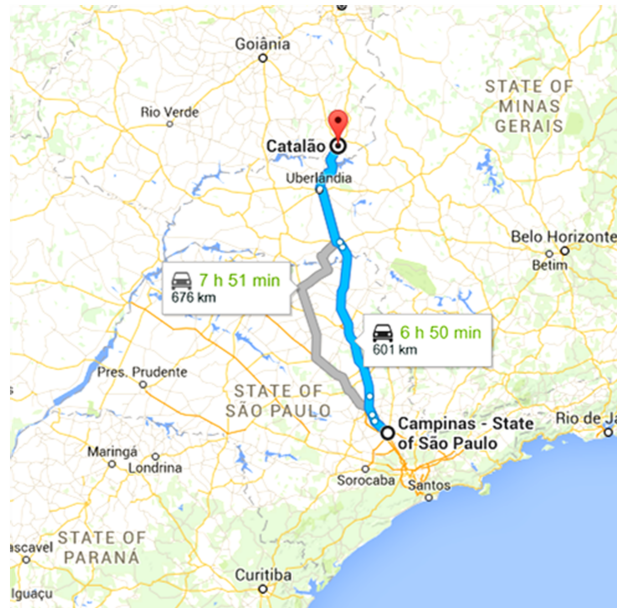 Goiânia
STATE OF
MINAS
GERAIS
Rio Verde
Catalão
Uberlândia
Belo Horizonte
Betim
7 h 51 min
676 km
6 h 50 min
601 km
Pres. Prudente
STATE OF
SÃO PAULO
Campinas - State
of São Paulo
Rio de Ja
Maringá
Londrina
Sorocaba
Santos
STATE OF
PARANÁ
ascavel
Iguaçu
Curitiba